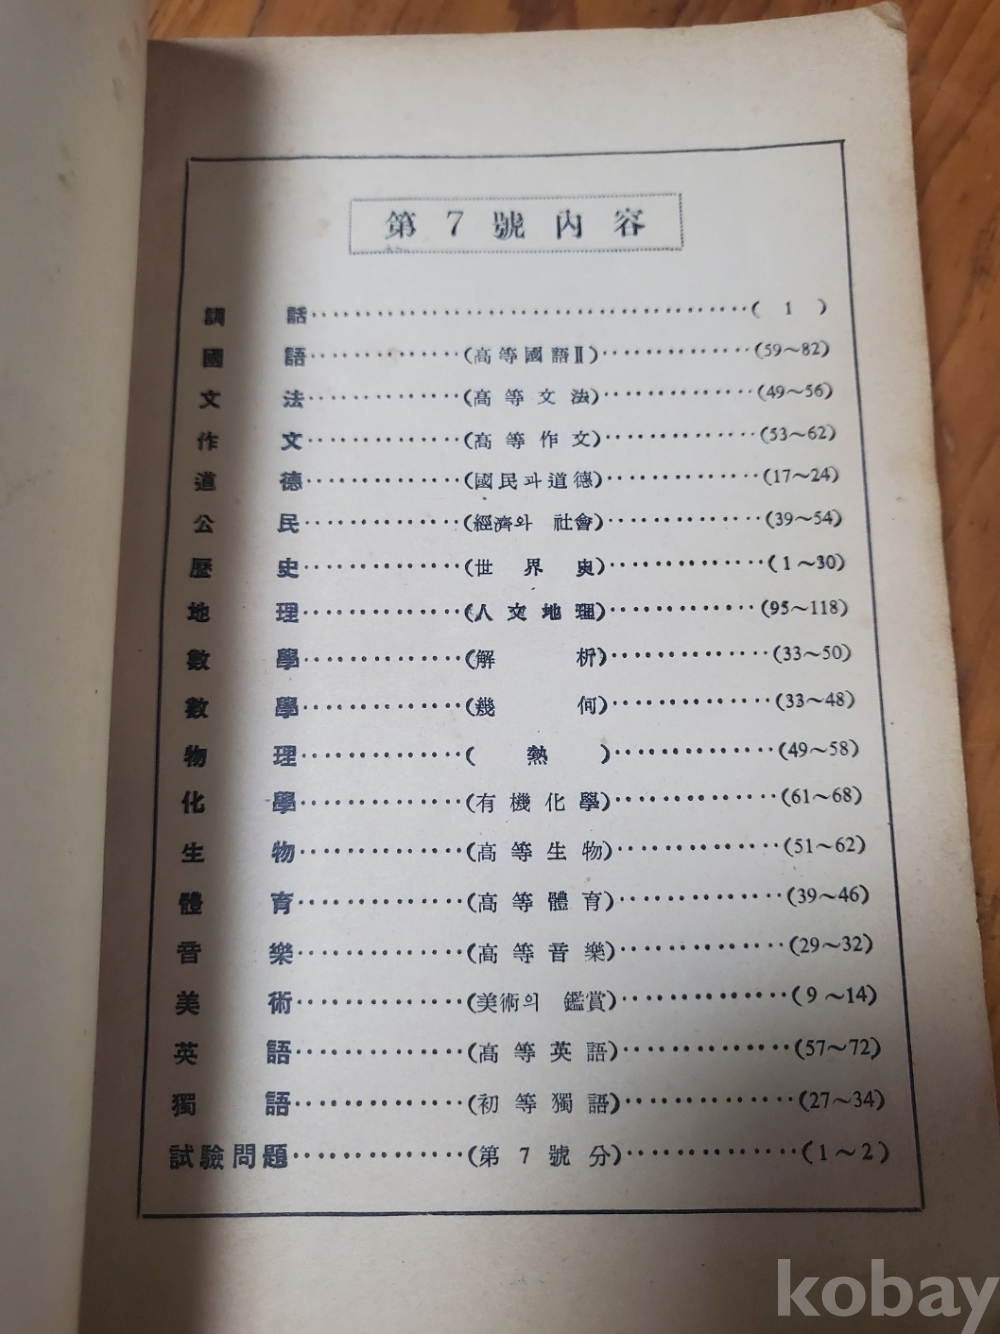 第7號內容
訓話………(1)
國語………(高等國語Ⅱ)………(59~82)
文法………(高等文法)………(49~56)
作文………(高等作文)………(53~62)
道德………(國民과道德)………(17~24)
公民………(經濟와 社會)………(39~54)
歷史………(世界史)………(1~30)
地理………(人文地理)………(95~118)
數學………(解析)………(33~50)
數學………(幾何)………(33~48)
物理………(熱)………(49~58)
化學………(有機化學)………(61~68)
生物………(高等生物)………(51~62)
體育………(高等體育)………(39~46)
音樂………(高等音樂)………(29~32)
美術………(美術의 鑑賞)………(9~14)
英語………(高等英語)………(57~72)
獨語………(初等獨語)………(27~34)
試驗問題………(第7號分)………(1~2)
kobay